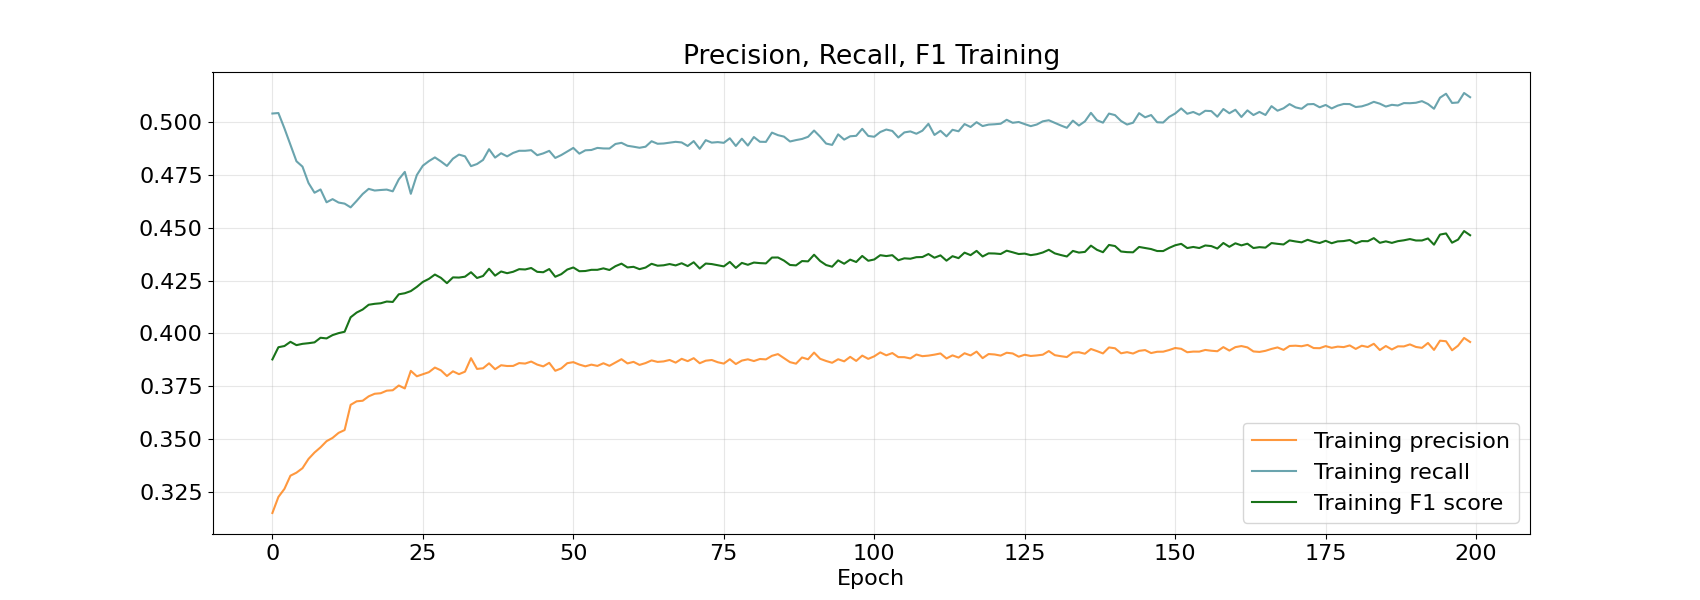 Precision, Recall, F1 Training
0.500
0.475
0.450
0.425
0.400
0.375
0.350
0.325
Training precision
Training recall
Training F1 score
0 25 50 75 100 125 150 175 200
Epoch